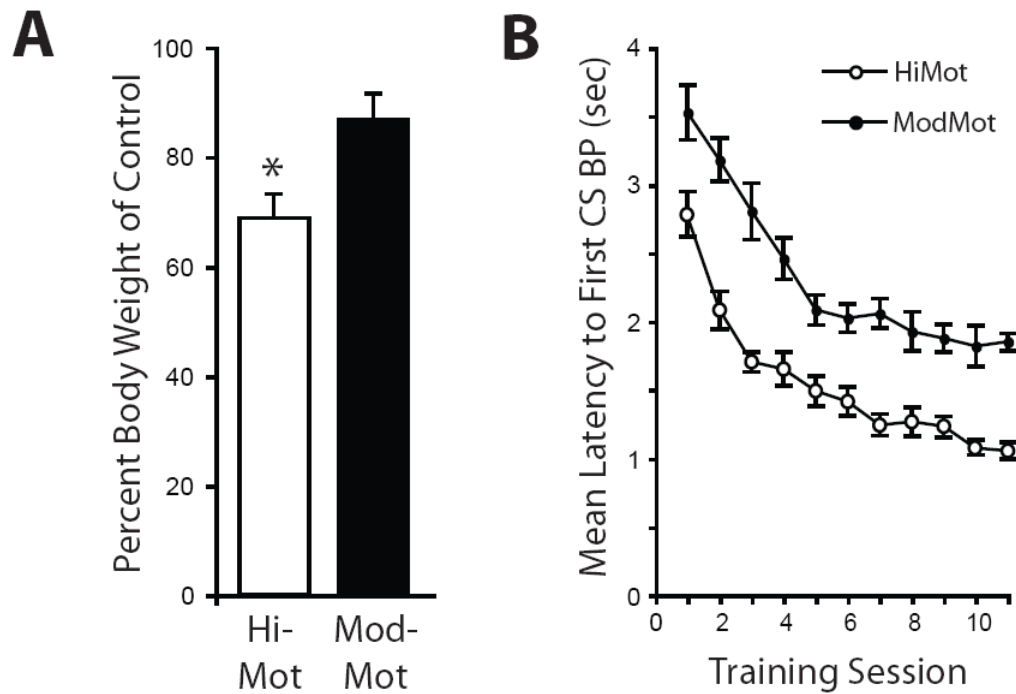 A
Percent Body Weight of Control
100
80
60
40
20
0
*
Hi-
Mot
Mod-
Mot
B
Mean Latency to First CS BP (sec)
4
3
2
1
0
HiMot
ModMot
0 2 4 6 8 10
Training Session